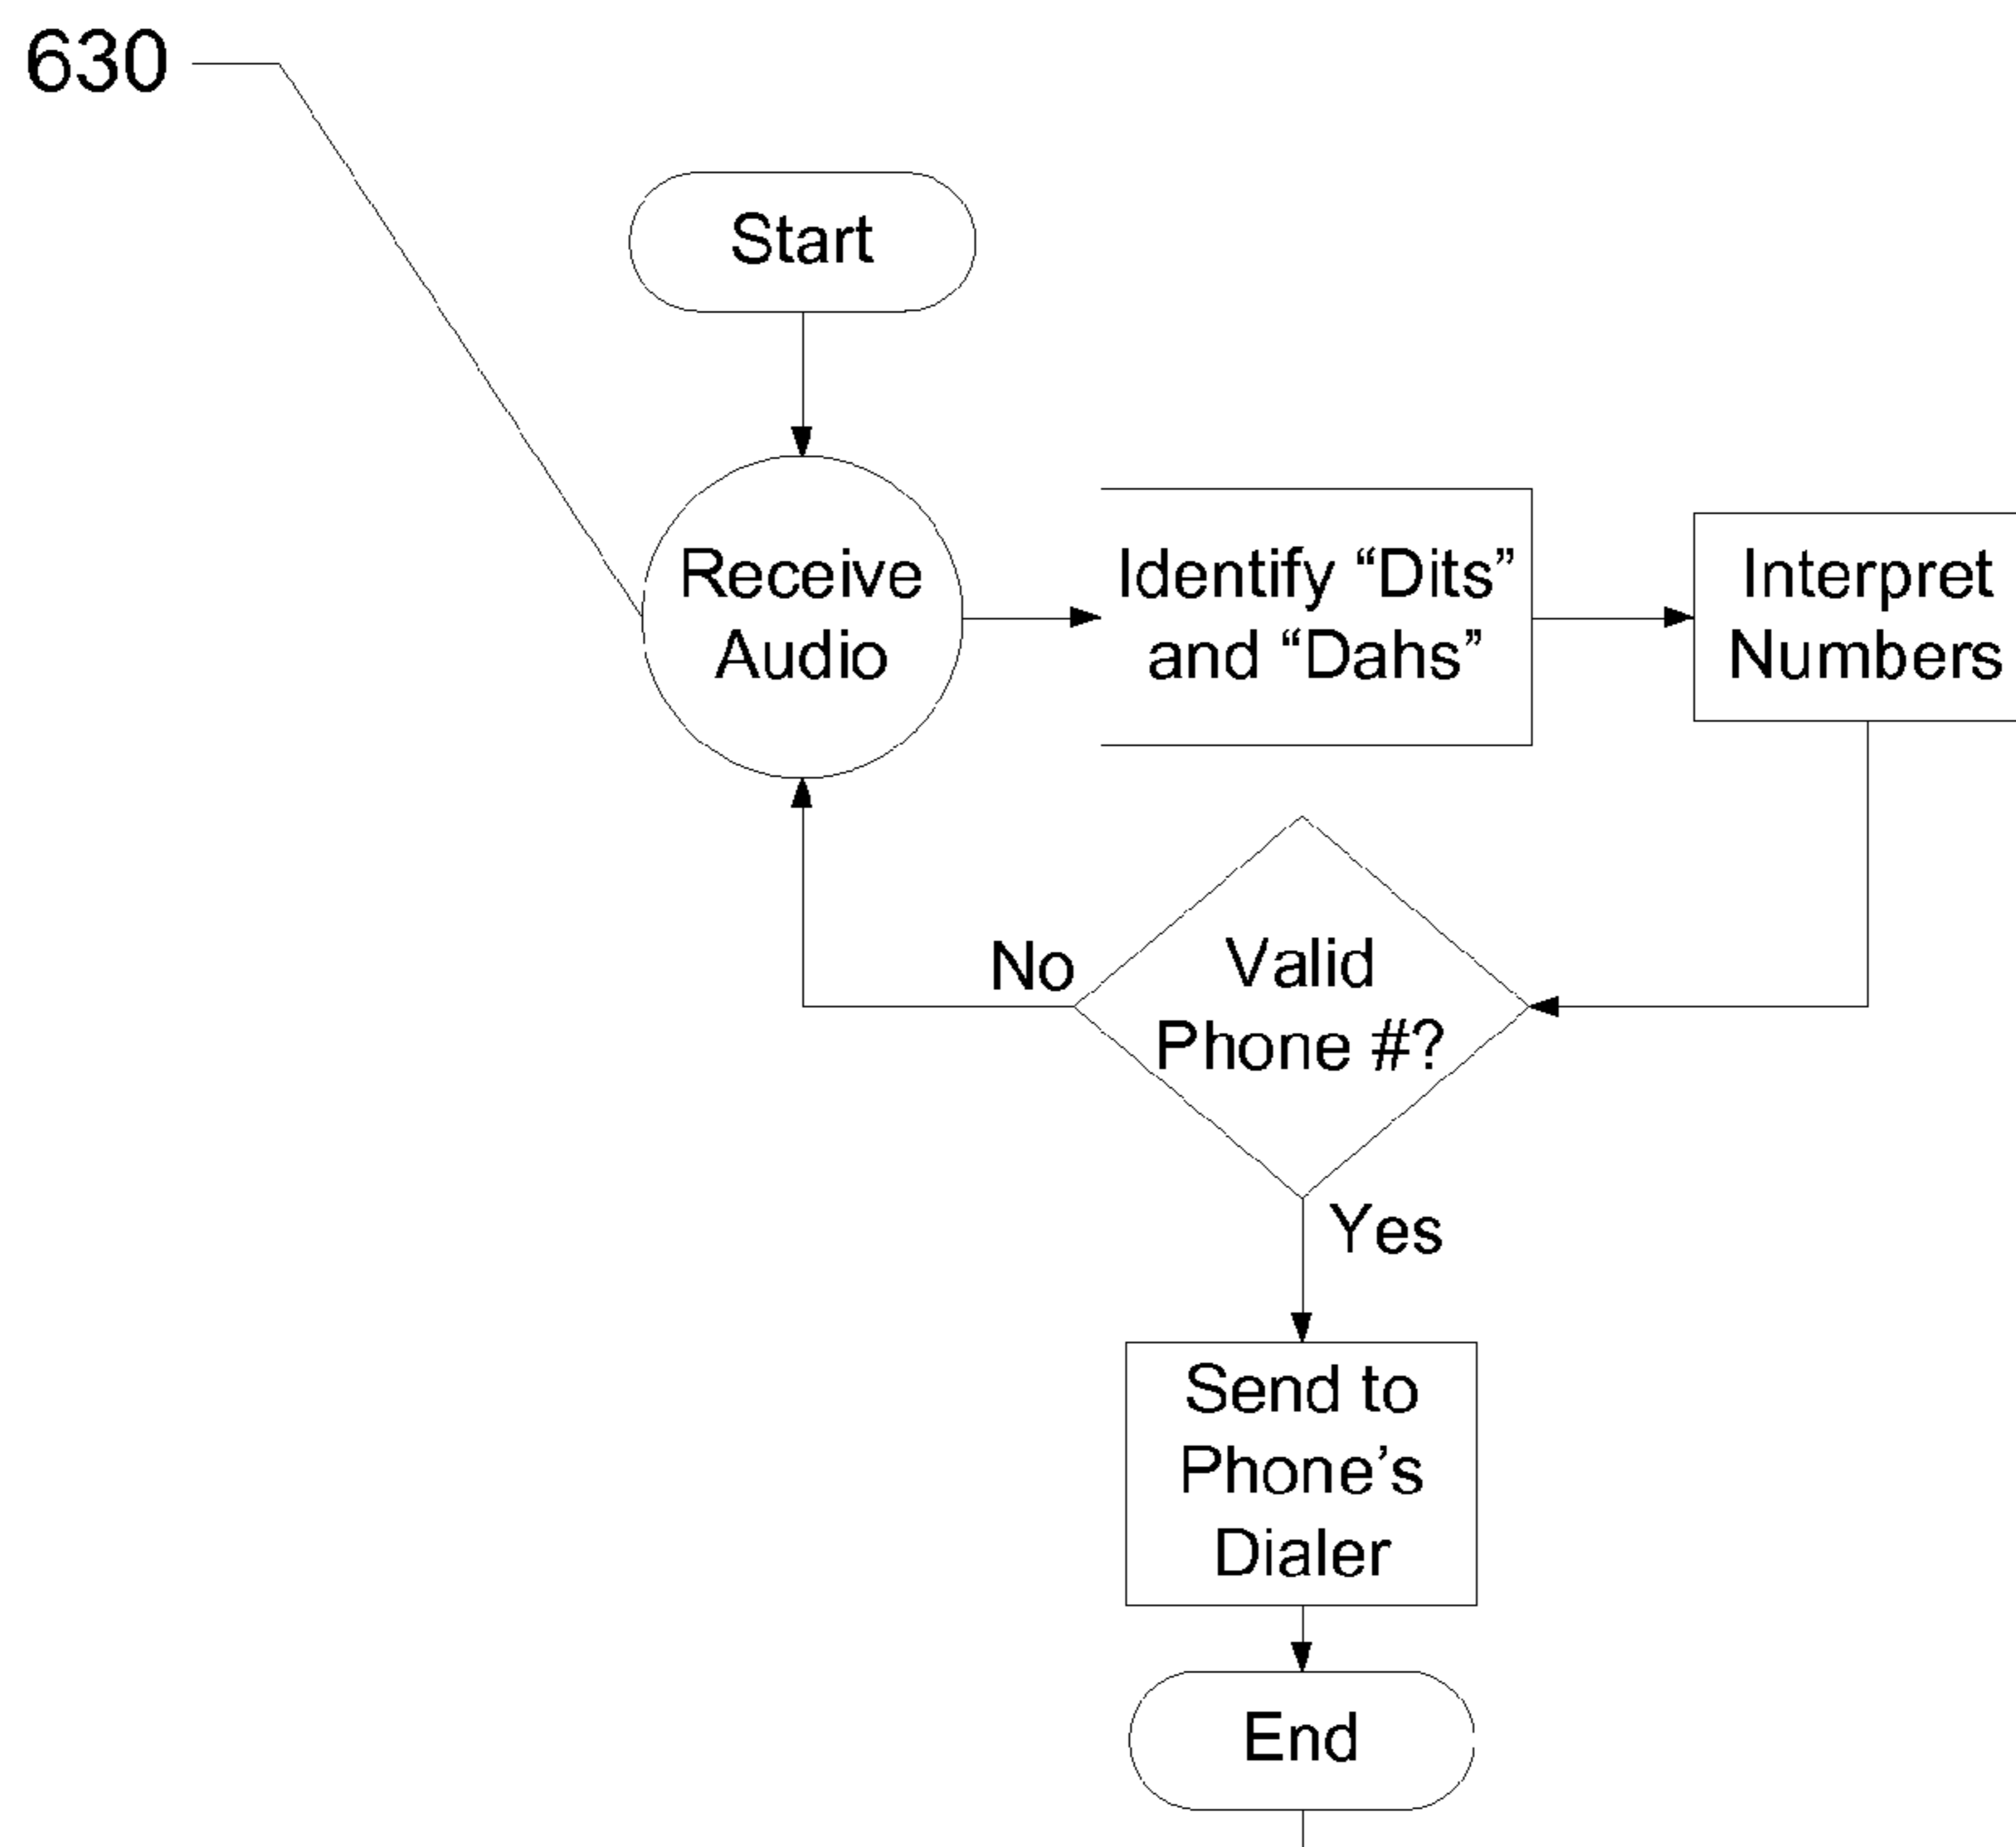 630
Start
Receive
Audio
Identify “Dits”
and “Dahs”
Interpret
Numbers
No
Valid
Phone #?
Yes
Send to
Phone’s
Dialer
End